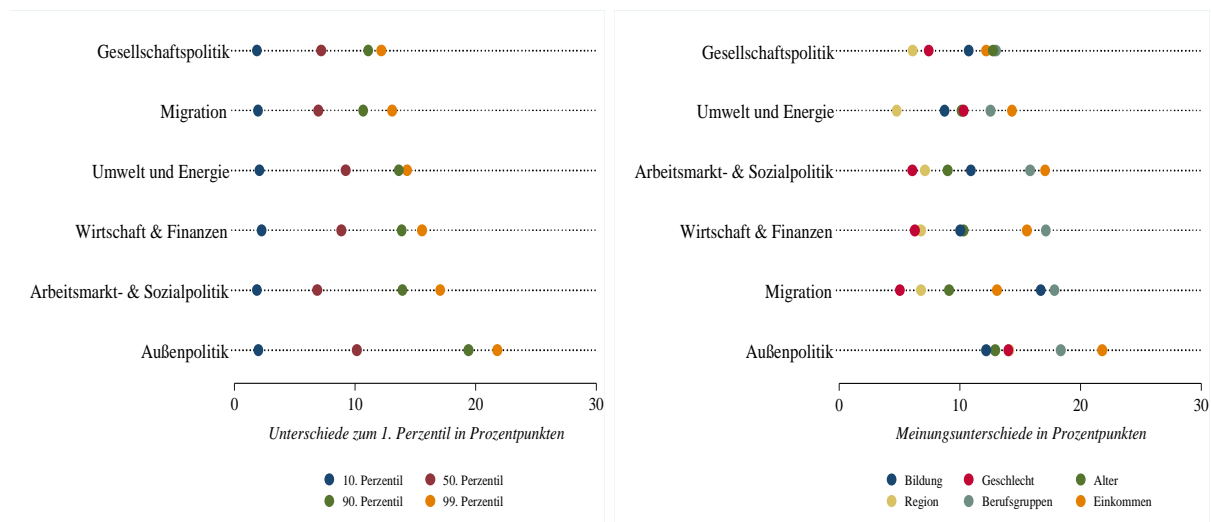 Gesellschaftspolitik
Migration
Umwelt und Energie
Wirtschaft & Finanzen
Arbeitsmarkt- & Sozialpolitik
Außenpolitik
0 10 20 30
Unterschiede zum 1. Perzentil in Prozentpunkten
10. Perzentil 50. Perzentil
90. Perzentil 99. Perzentil
Gesellschaftspolitik
Umwelt und Energie
Arbeitsmarkt- & Sozialpolitik
Wirtschaft & Finanzen
Migration
Außenpolitik
0 10 20 30
Meinungsunterschiede in Prozentpunkten
Bildung Geschlecht Alter
Region Berufsgruppen Einkommen